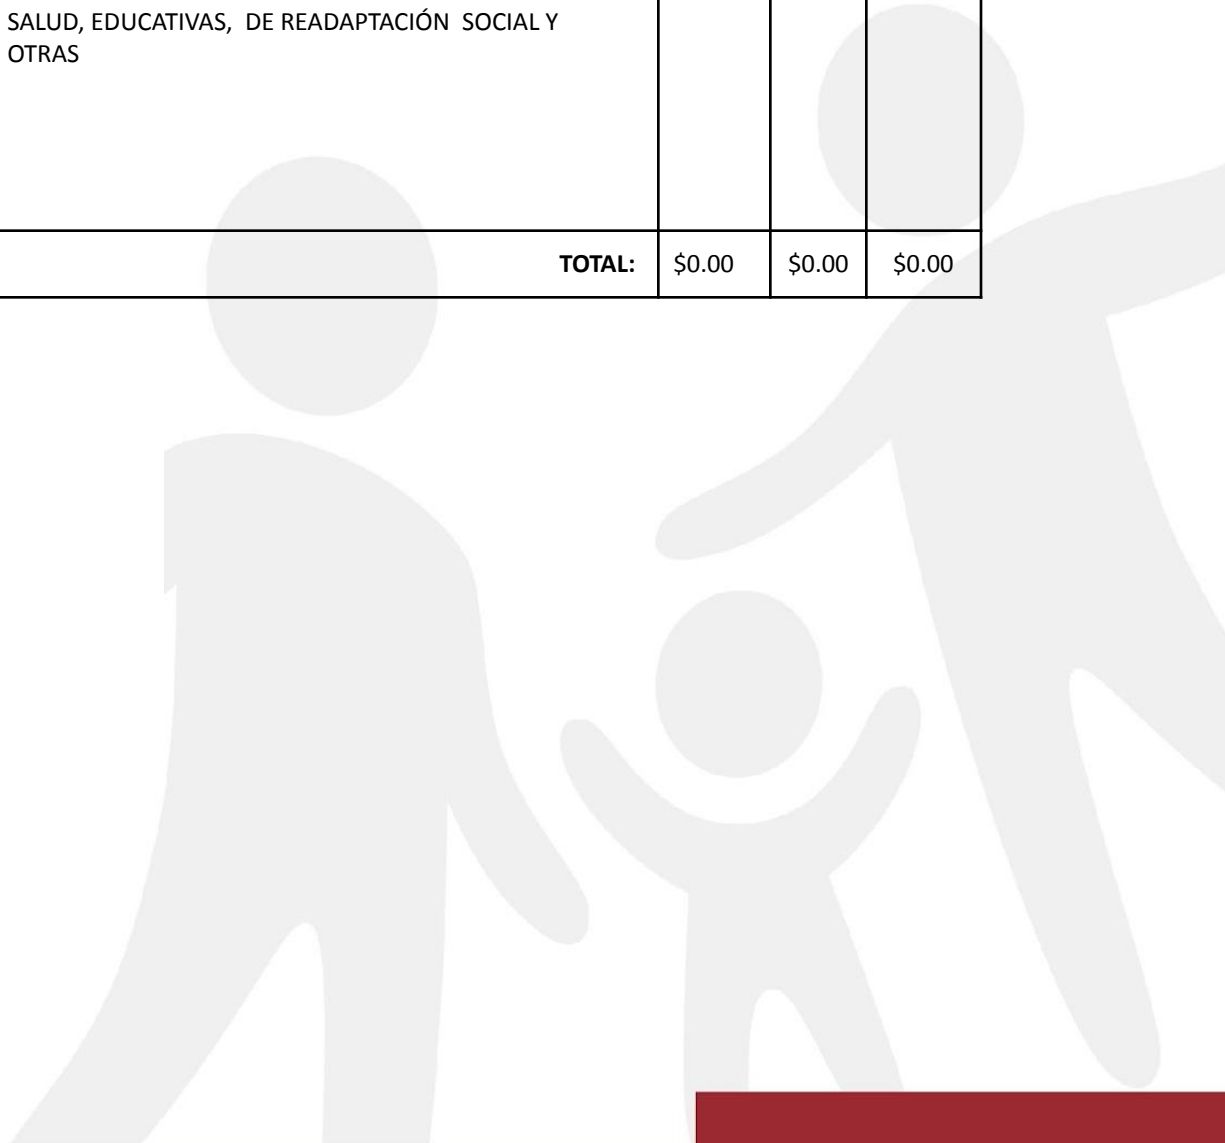 SALUD, EDUCATIVAS, DE READAPTACIÓN SOCIAL Y
OTRAS
TOTAL: $0.00 $0.00 $0.00